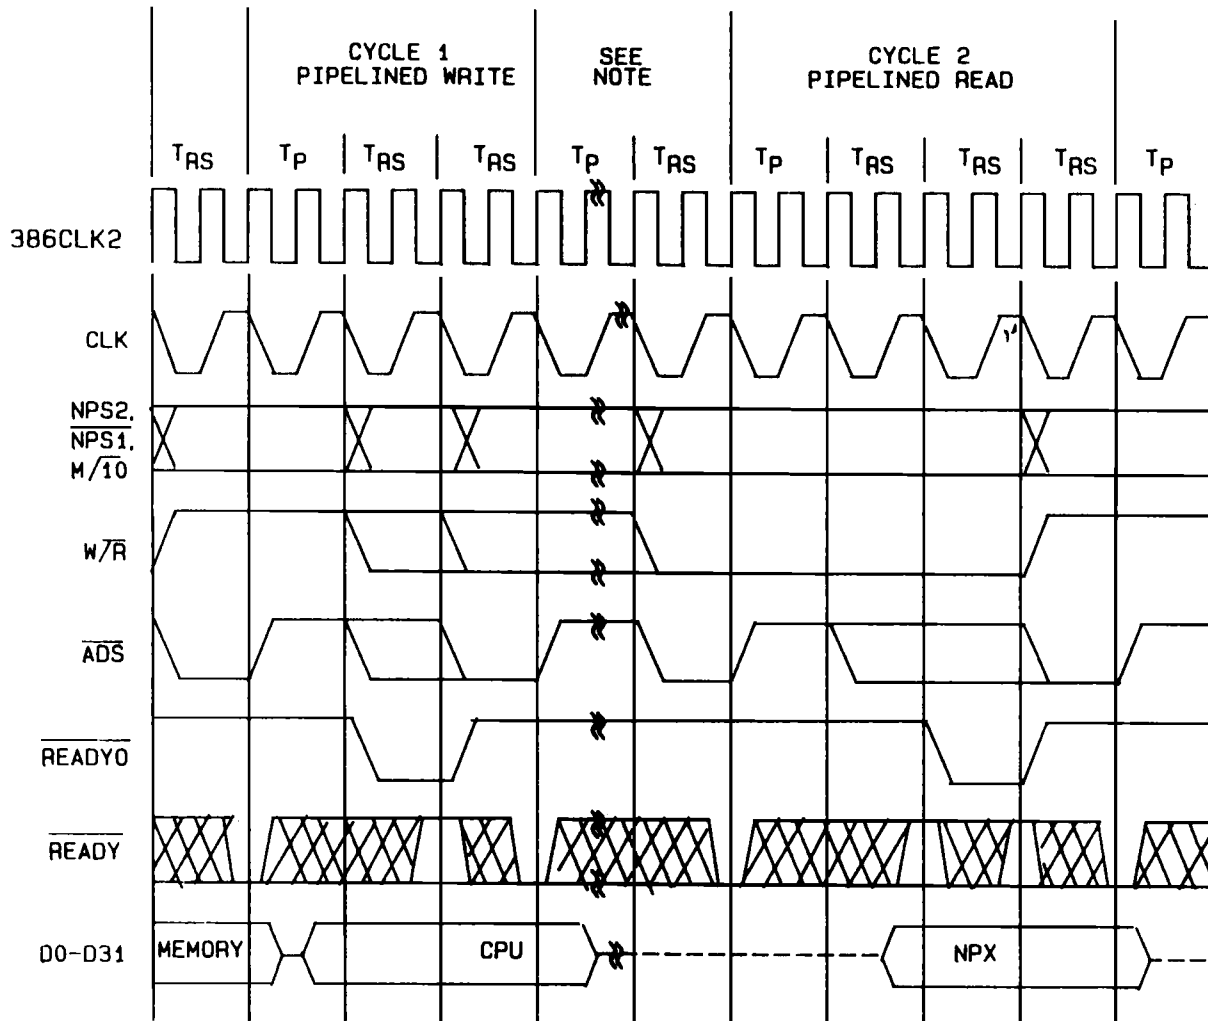 CYCLE 1
PIPELINED WRITE
SEE
NOTE
CYCLE 2
PIPELINED READ
TRS TP TRS TRS TP TRS TP TRS TRS TRS TP
386CLK2
CLK
NPS2,
NPS1,
M/10
W/R
ADS
READYO
READY
D0-D31 MEMORY CPU NPX